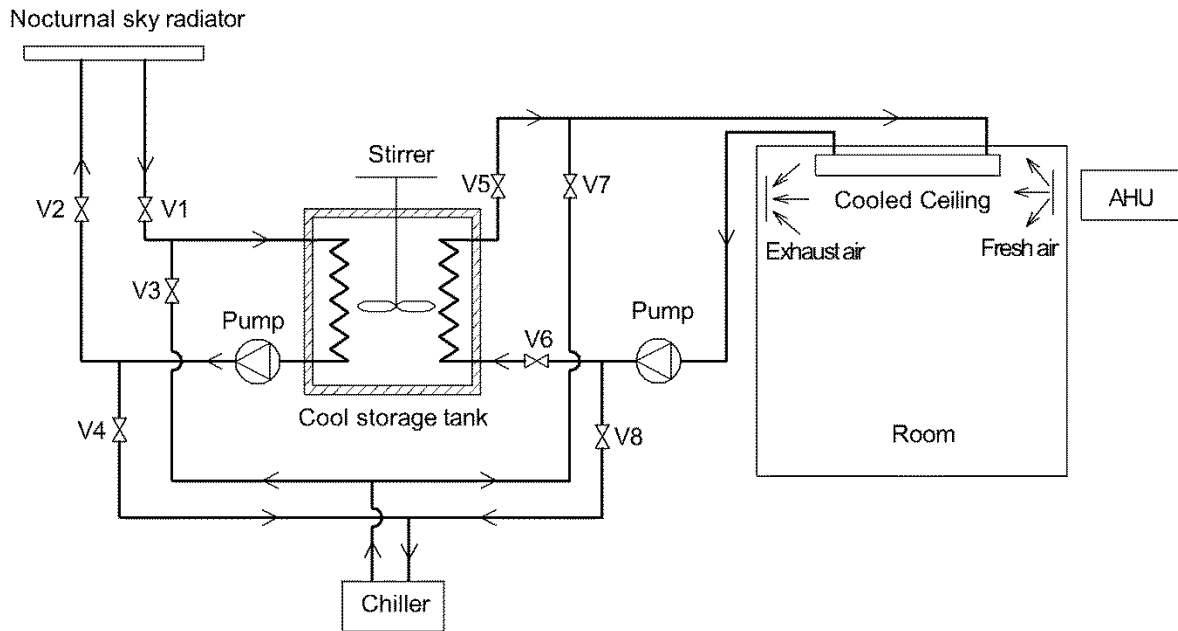 Nocturnal sky radiator
Stirrer
V5
V7
V2
V1
Cooled Ceiling
AHU
Exhaust air
Fresh air
V3
Pump
V6
Pump
Cool storage tank
V4
V8
Room
Chiller